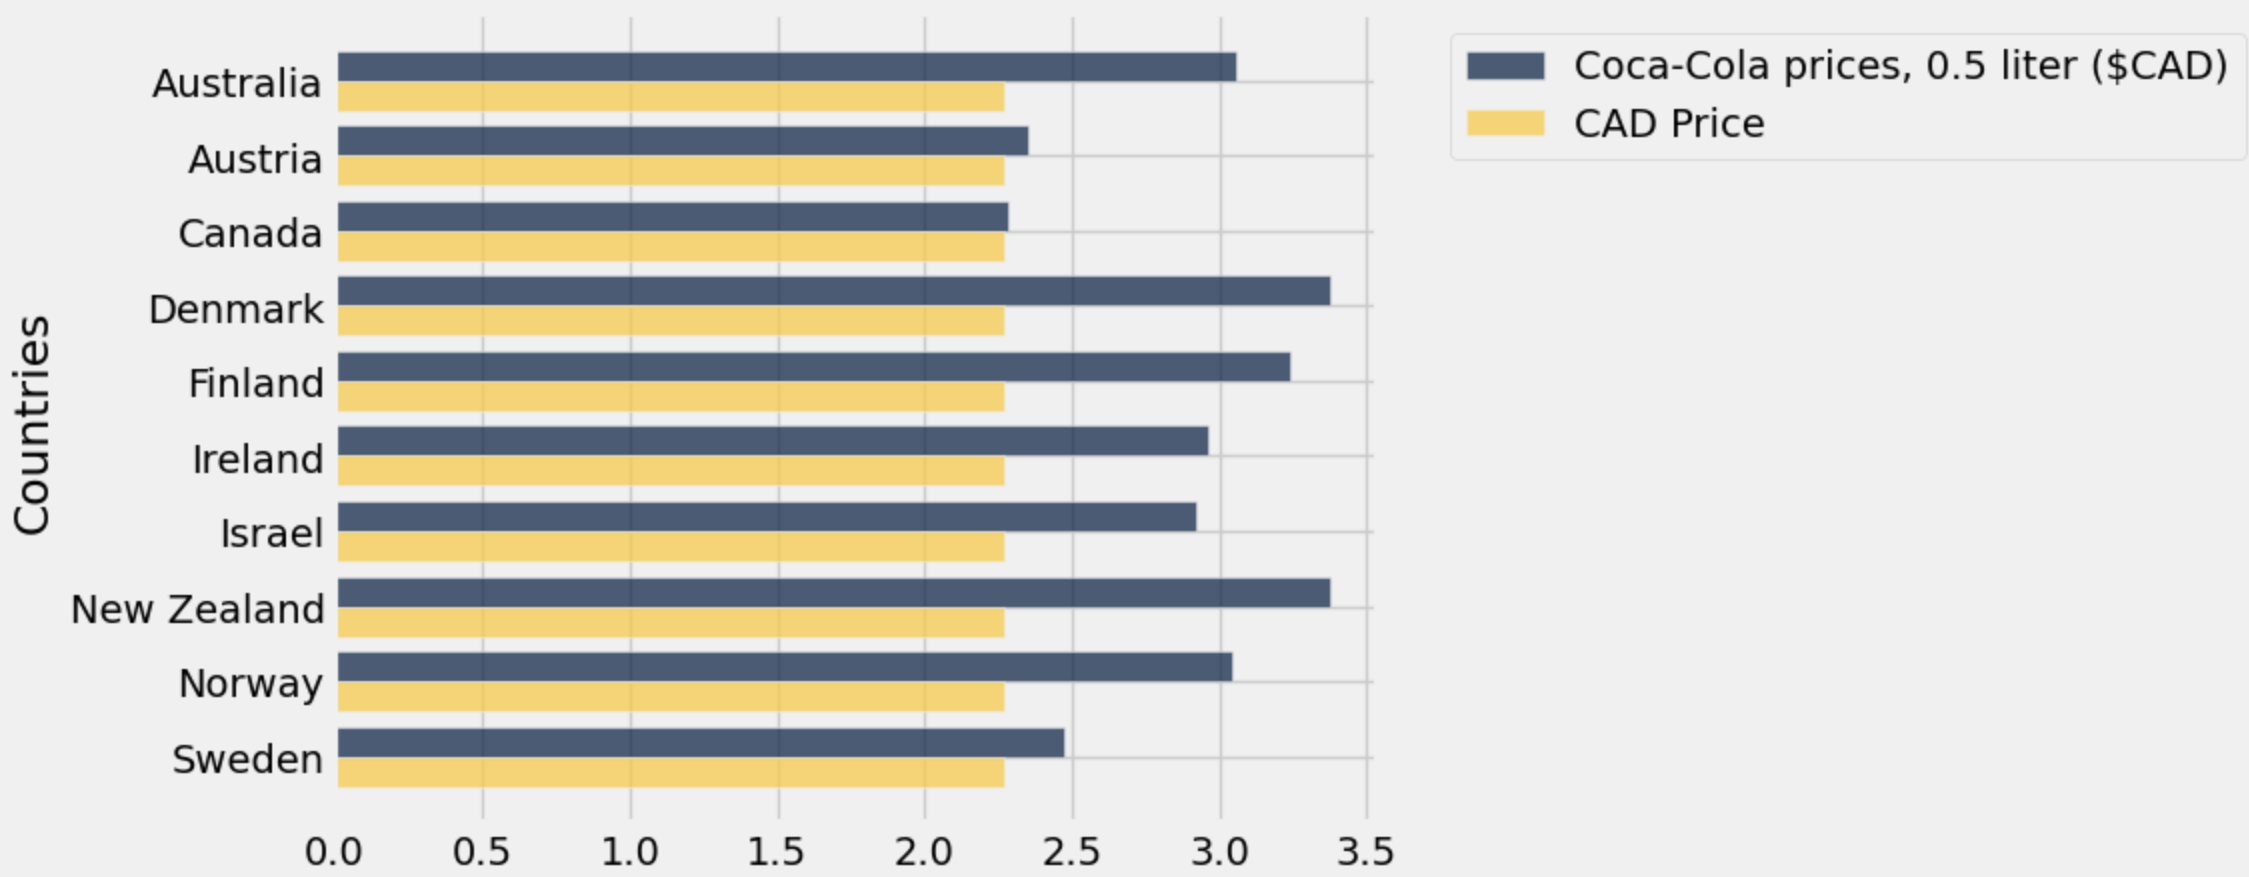 Coca-Cola prices, 0.5 liter ($CAD)
CAD Price
Countries
Australia
Austria
Canada
Denmark
Finland
Ireland
Israel
New Zealand
Norway
Sweden
0.0 0.5 1.0 1.5 2.0 2.5 3.0 3.5